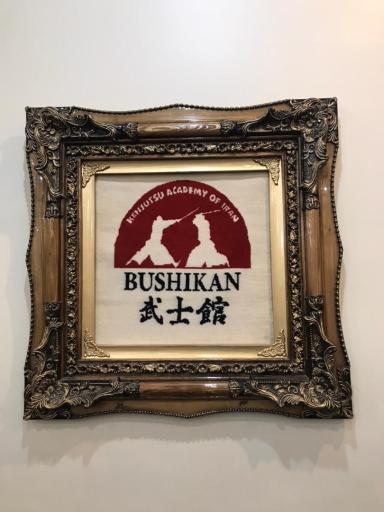 KENJUTSU ACADEMY OF IRAN
BUSHIKAN
武士館